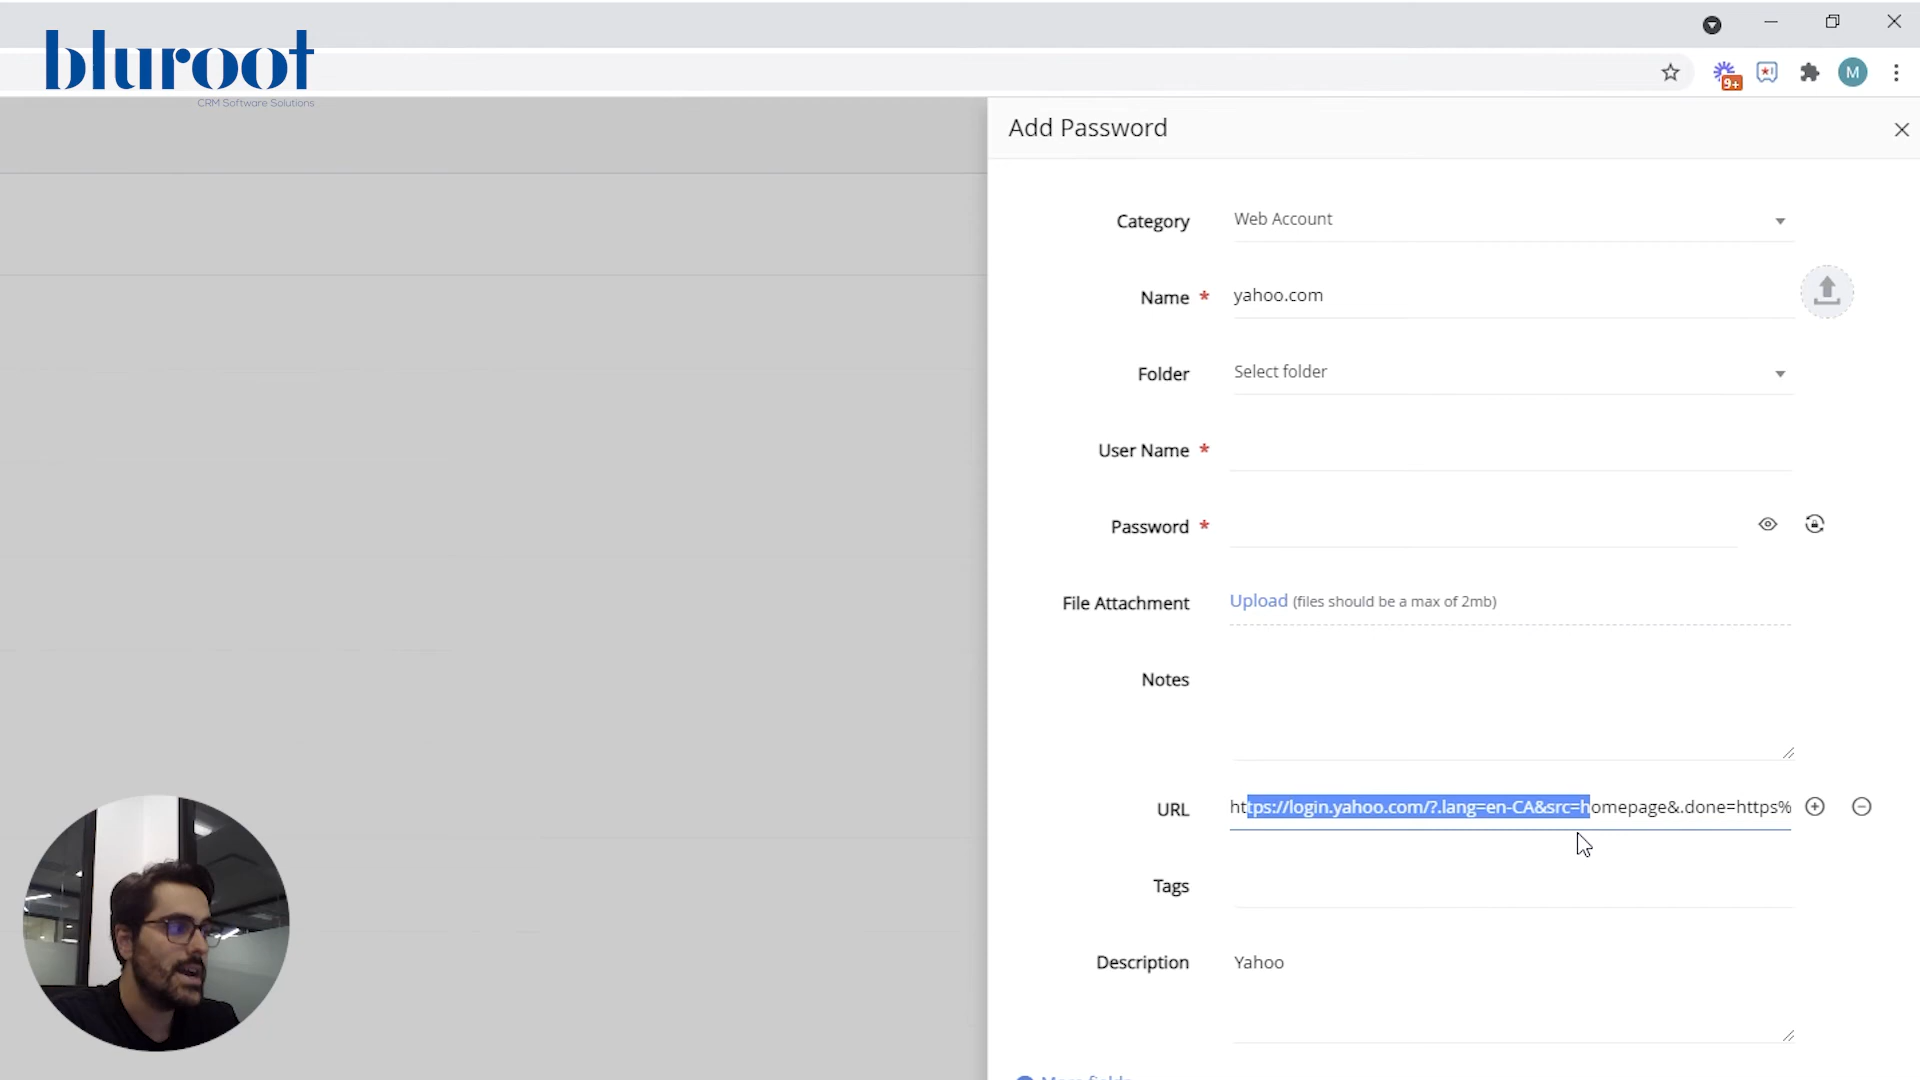 bluroot
CRM Software Solutions
9+
M
Add Password
Category Web Account
Name * yahoo.com
Folder Select folder
User Name *
Password *
File Attachment Upload (files should be a max of 2mb)
Notes
URL https://login.yahoo.com/?.lang=en-CA&src=homepage&.done=https%
Tags
Description Yahoo
More fields